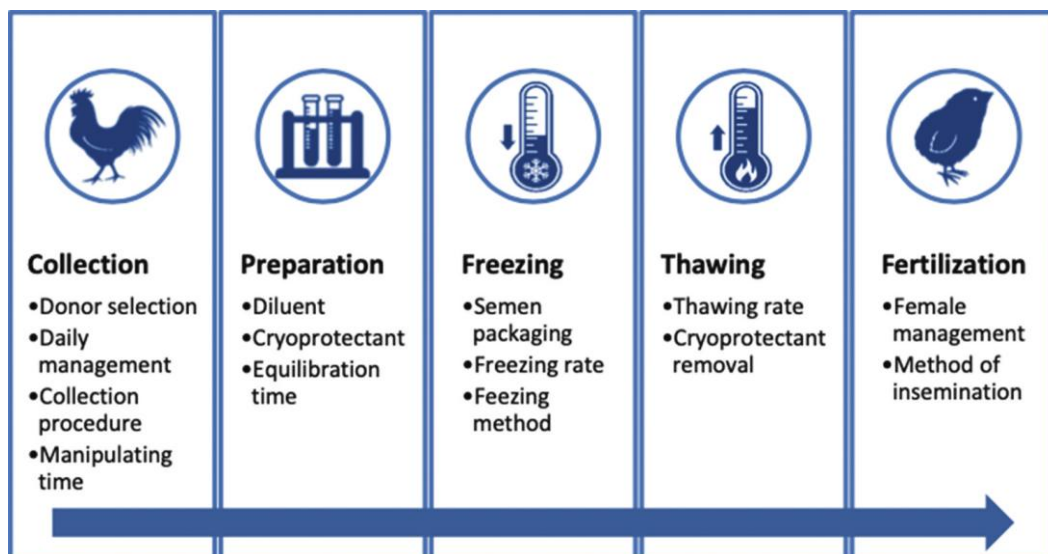 Collection
•Donor selection
•Daily
management
•Collection
procedure
•Manipulating
time
Preparation
•Diluent
•Cryoprotectant
•Equilibration
time
Freezing
•Semen
packaging
•Freezing rate
•Feezing
method
Thawing
•Thawing rate
•Cryoprotectant
removal
Fertilization
•Female
management
•Method of
insemination